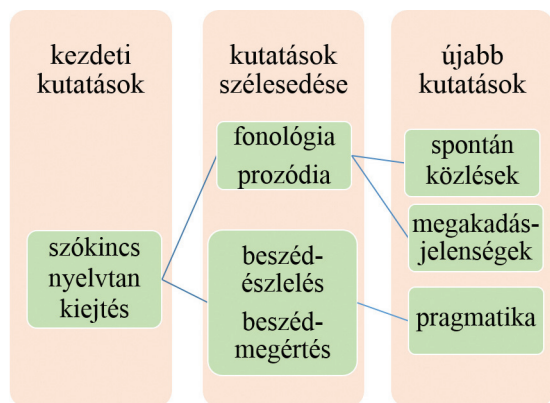 kezdeti
kutatások
szókincs
nyelvtan
kiejtés
kutatások
szélesedése
fonológia
prozódia
beszéd-
észlelés
beszéd-
megértés
újabb
kutatások
spontán
közlések
megakadás-
jelenségek
pragmatika